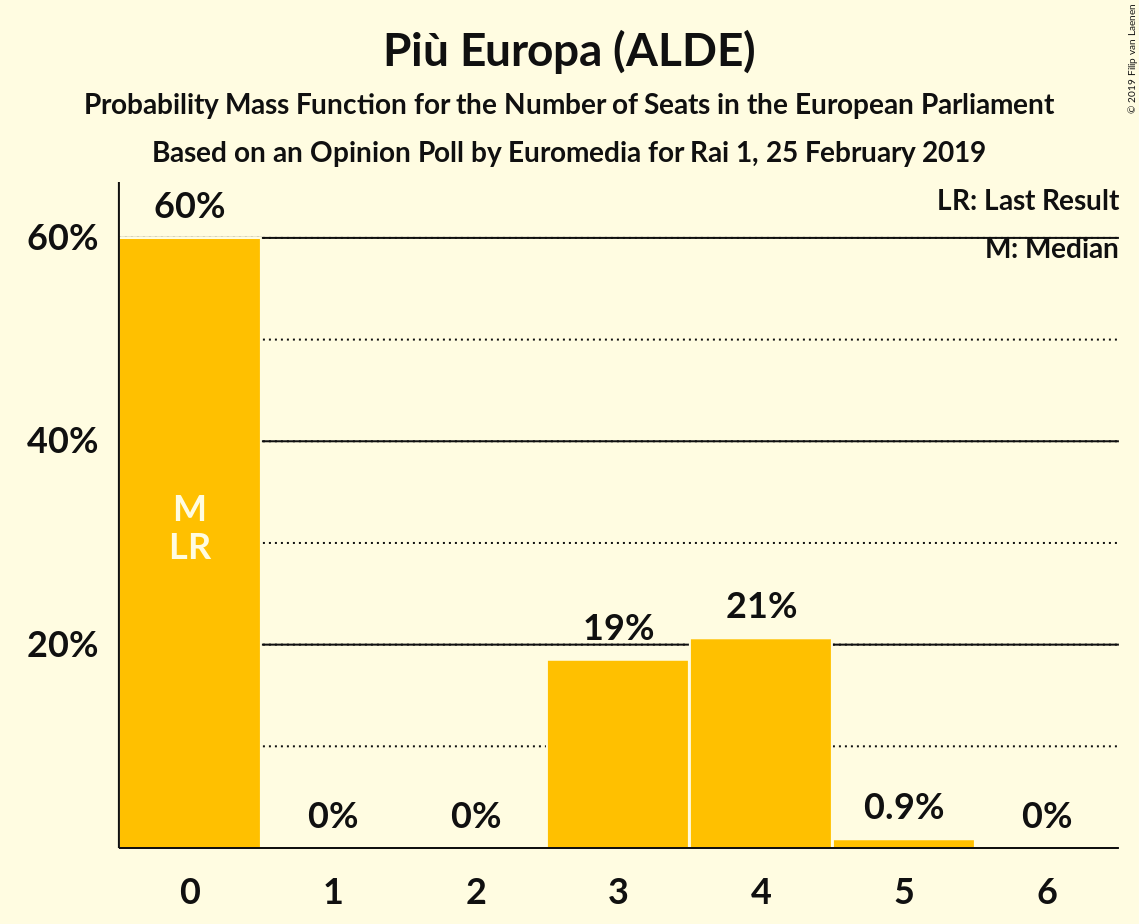 Più Europa (ALDE)
Probability Mass Function for the Number of Seats in the European Parliament
Based on an Opinion Poll by Euromedia for Rai 1, 25 February 2019
© 2019 Filip van Laenen
LR: Last Result
M: Median
60%
40%
20%
60%
M
LR
0%
0%
19%
21%
0.9%
0%
0
1
2
3
4
5
6